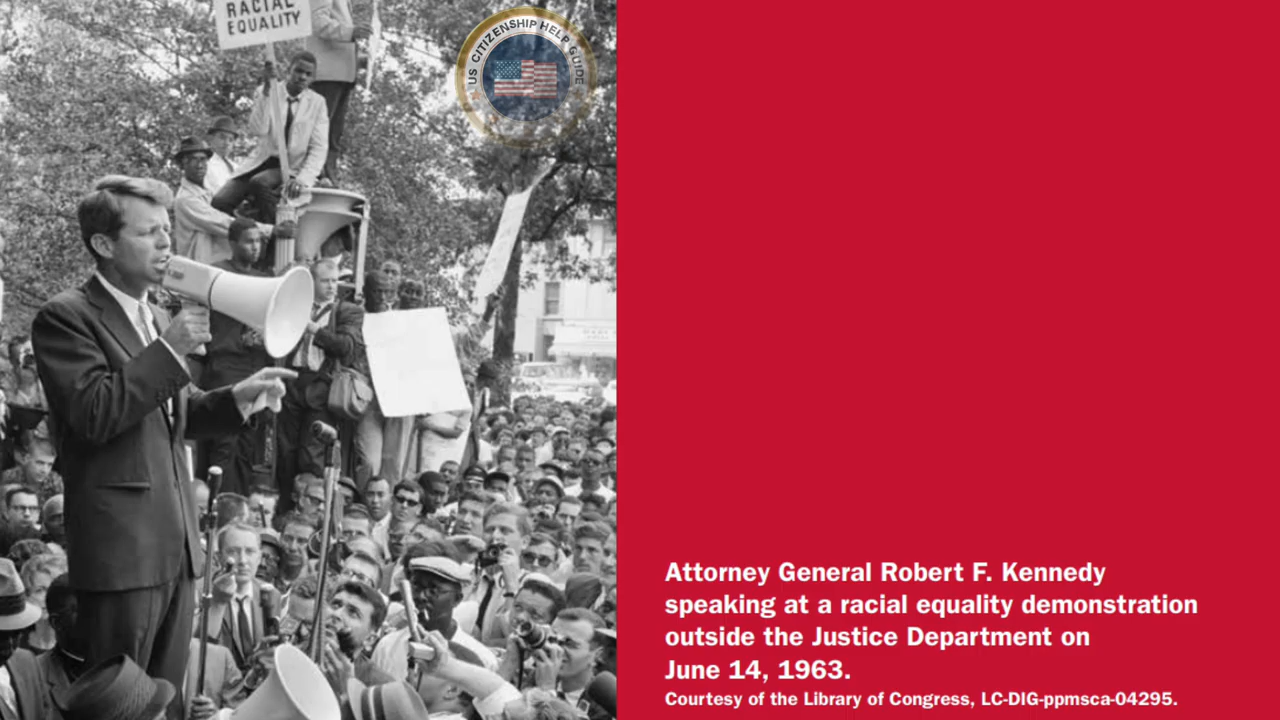 RACIAL
EQUALITY
US CITIZENSHIP HELP GUIDE
Attorney General Robert F. Kennedy
speaking at a racial equality demonstration
outside the Justice Department on
June 14, 1963.
Courtesy of the Library of Congress, LC-DIG-ppmsca-04295.